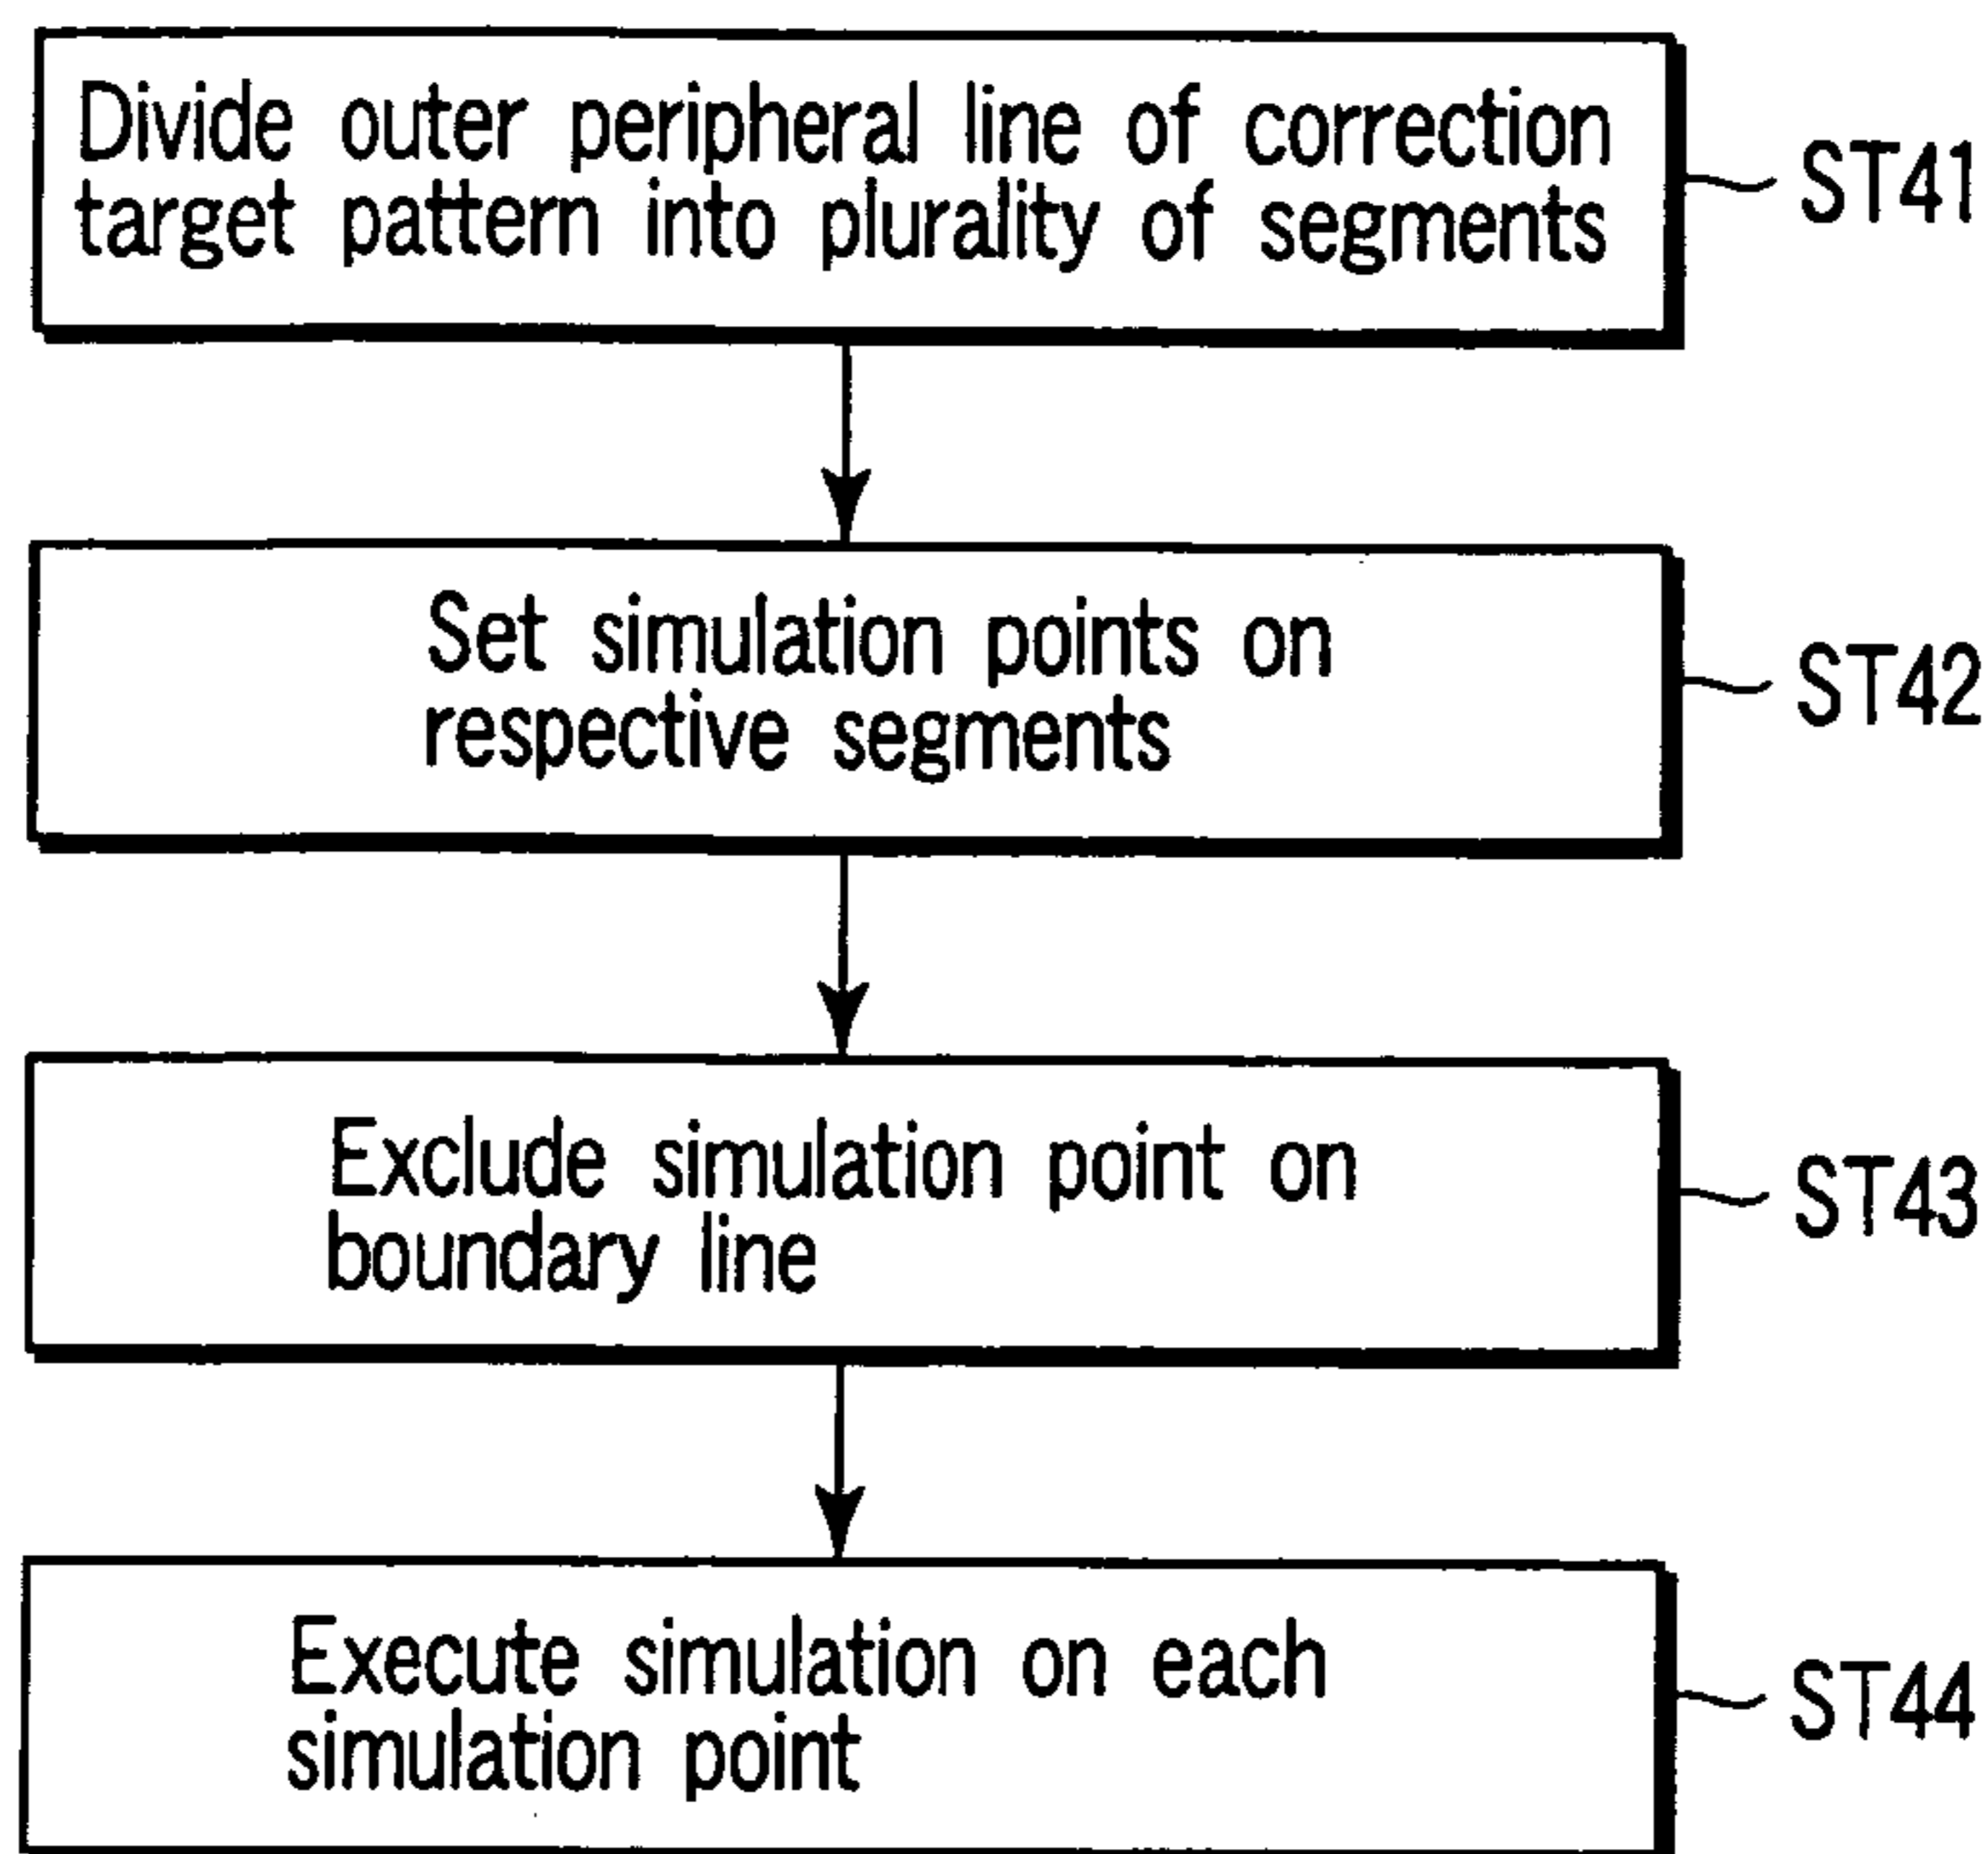 Divide outer peripheral line of correction
target pattern into plurality of segments
ST41
Set simulation points on
respective segments
ST42
Exclude simulation point on
boundary line
ST43
Execute simulation on each
simulation point
ST44